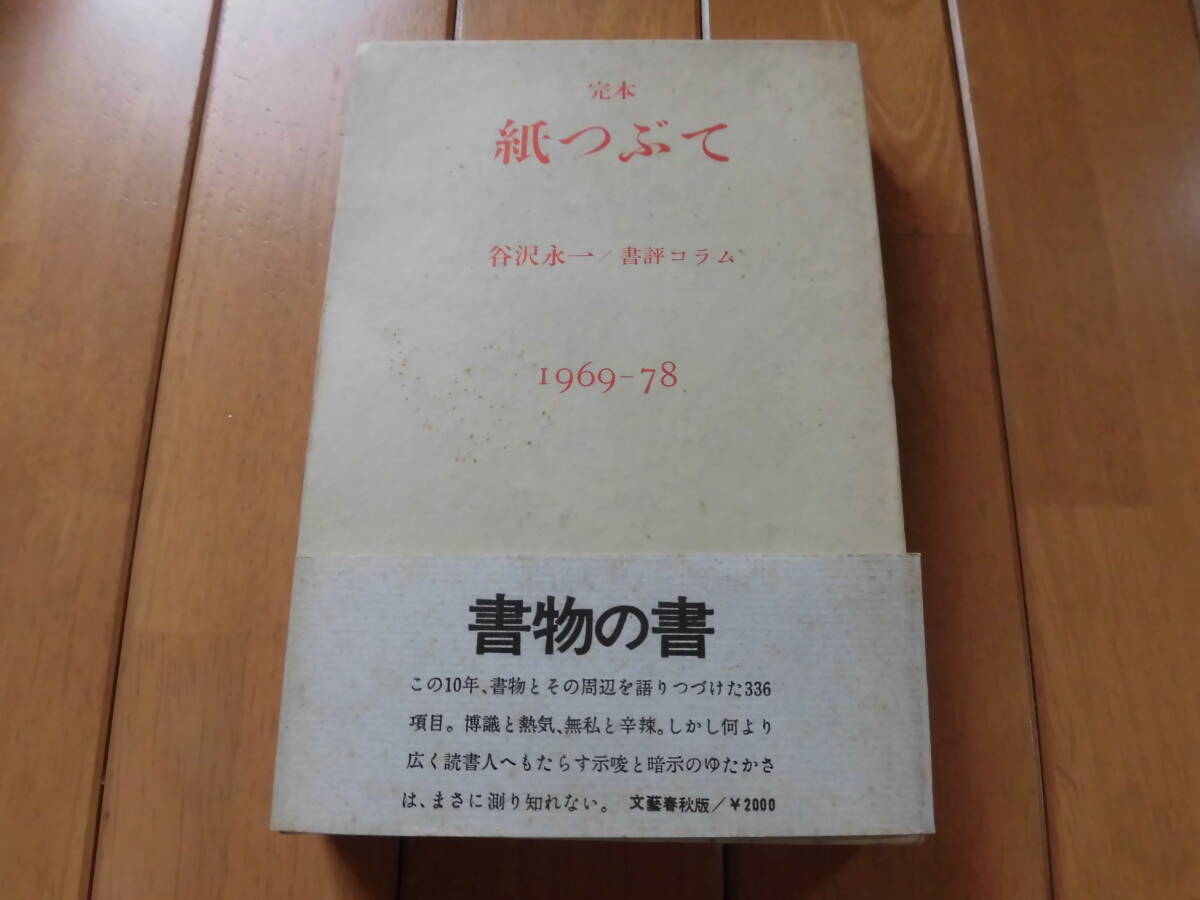 完本
紙つぶて
谷沢永一/書評コラム
1969-78
書物の書
この10年、書物とその周辺を語りつづけた336
項目。博識と熱気、無私と辛辣。しかし何より
広く読書人へもたらす示唆と暗示のゆたかさ
は、まさに測り知れない。 文藝春秋版/¥2000